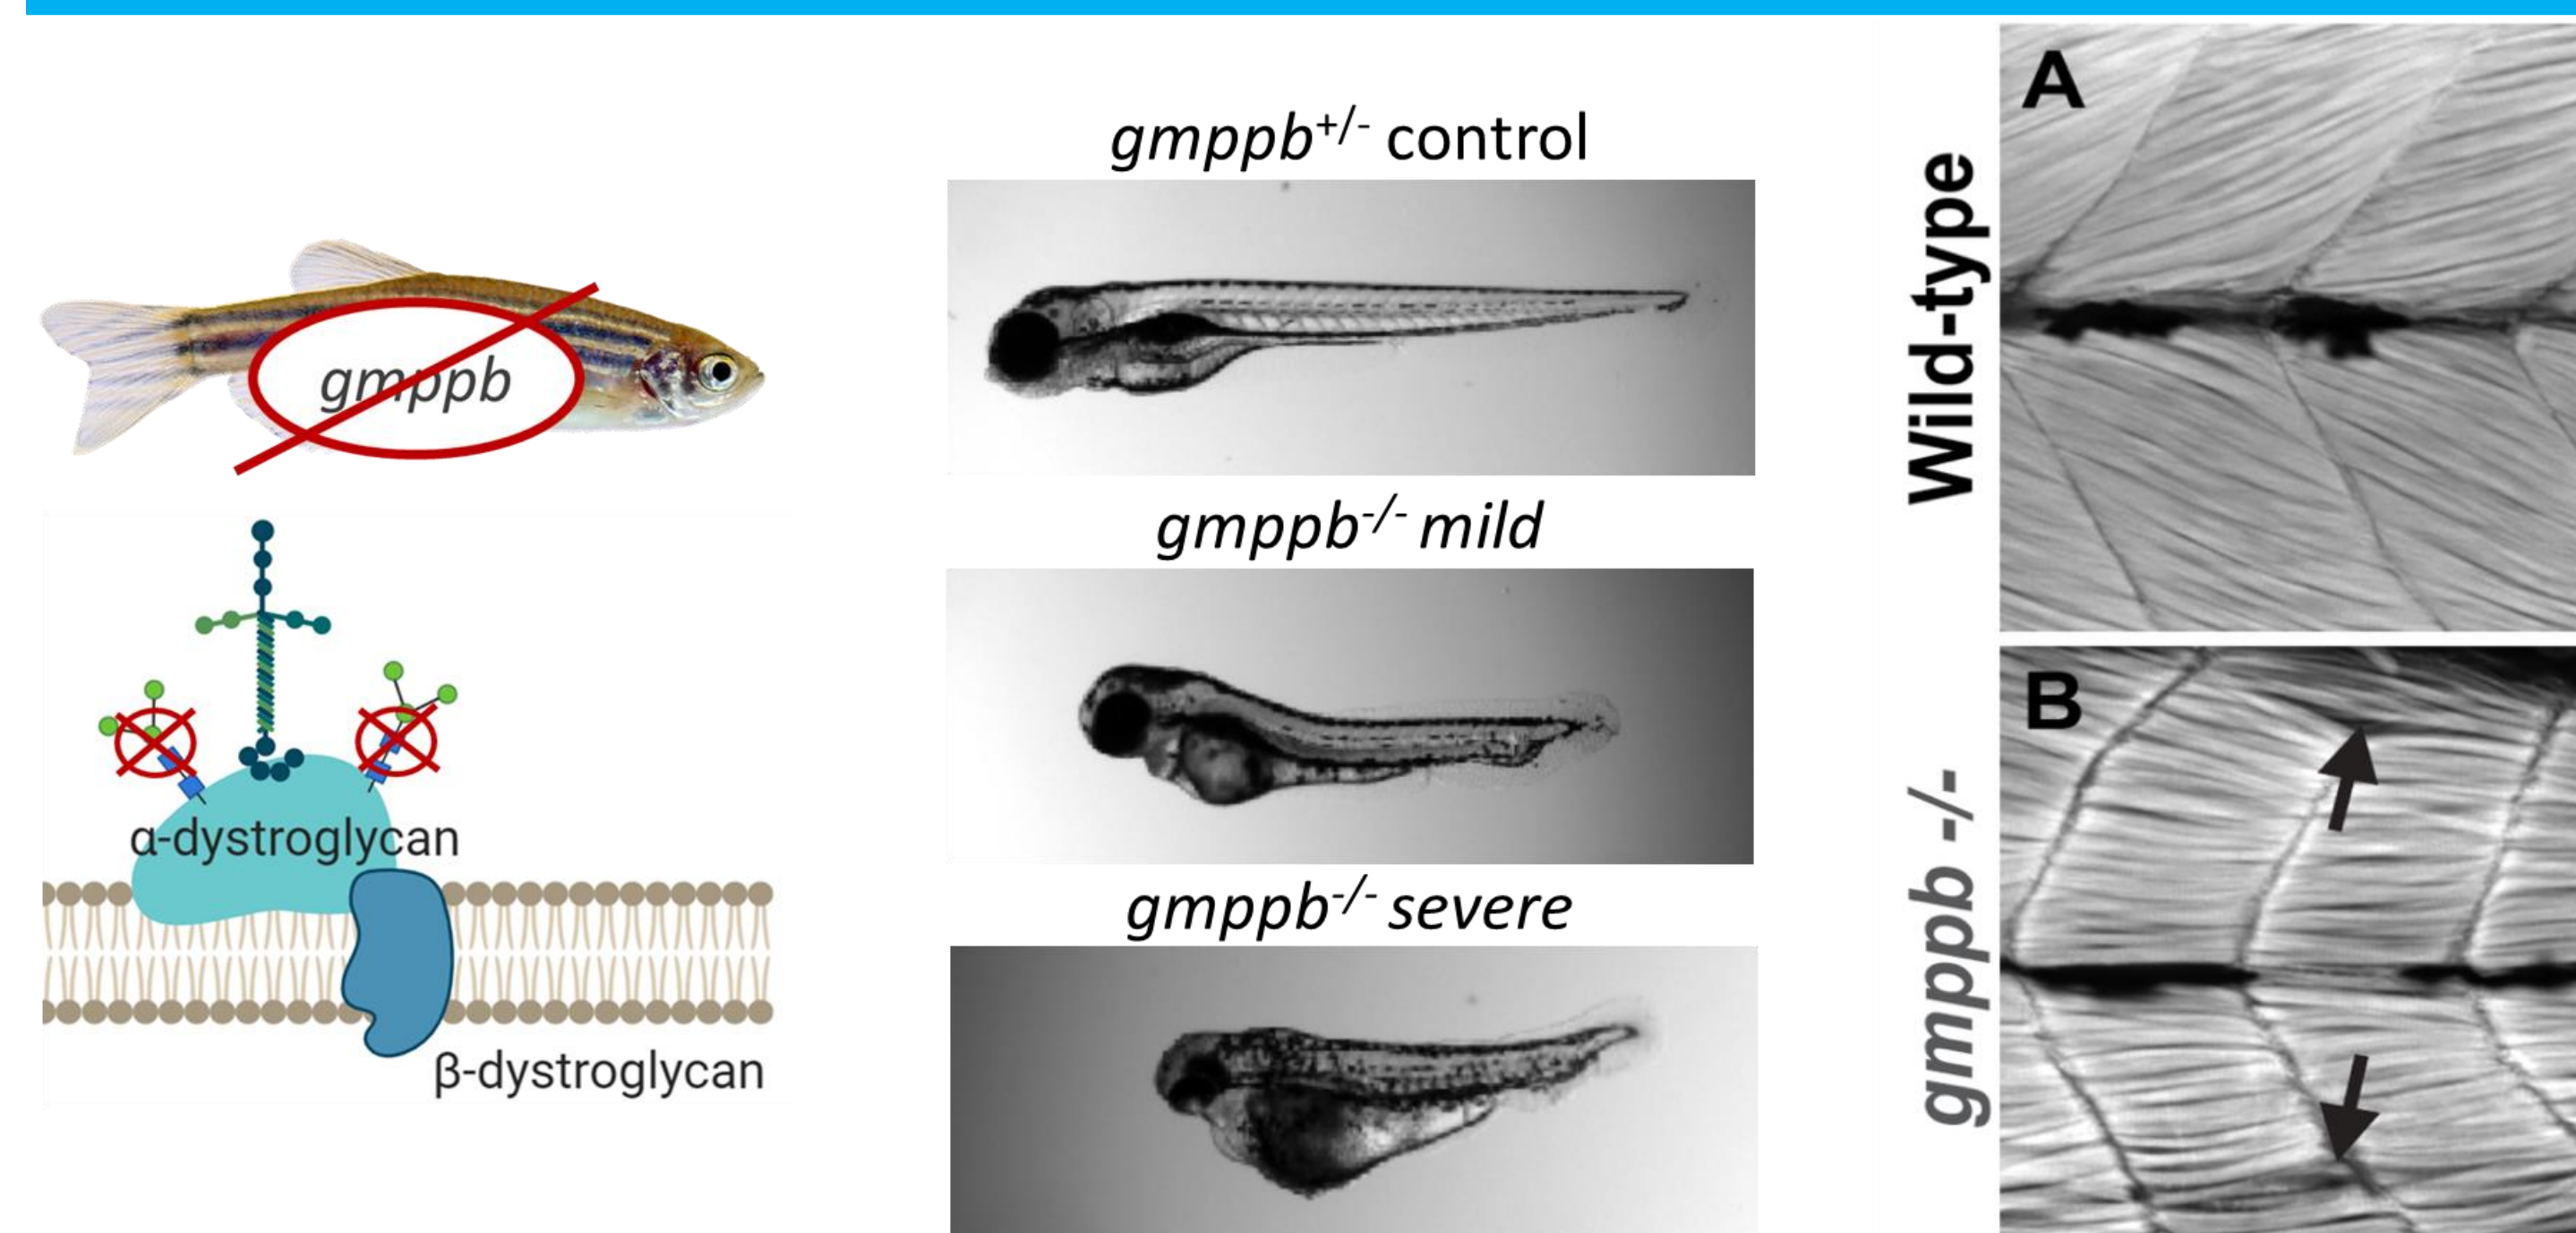 gmppb
α-dystroglycan
β-dystroglycan
gmppb+/- control
gmppb-/- mild
gmppb-/- severe
Wild-type
A
gmppb -/-
B